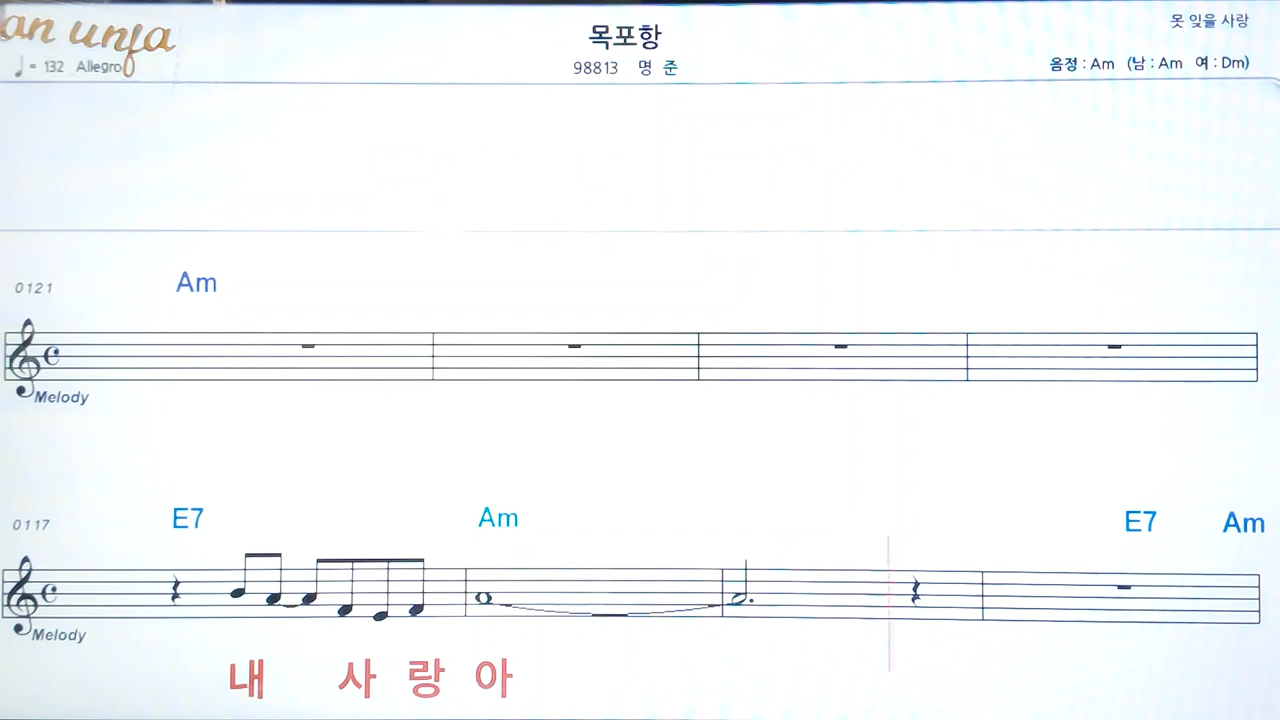 an unja
못 잊을 사랑
목포항
♩= 132 Allegro
98813 명 준
음정 : Am (남 : Am 여 : Dm)
0121
Am
Melody
0117
E7 Am E7 Am
Melody
내 사 랑 아